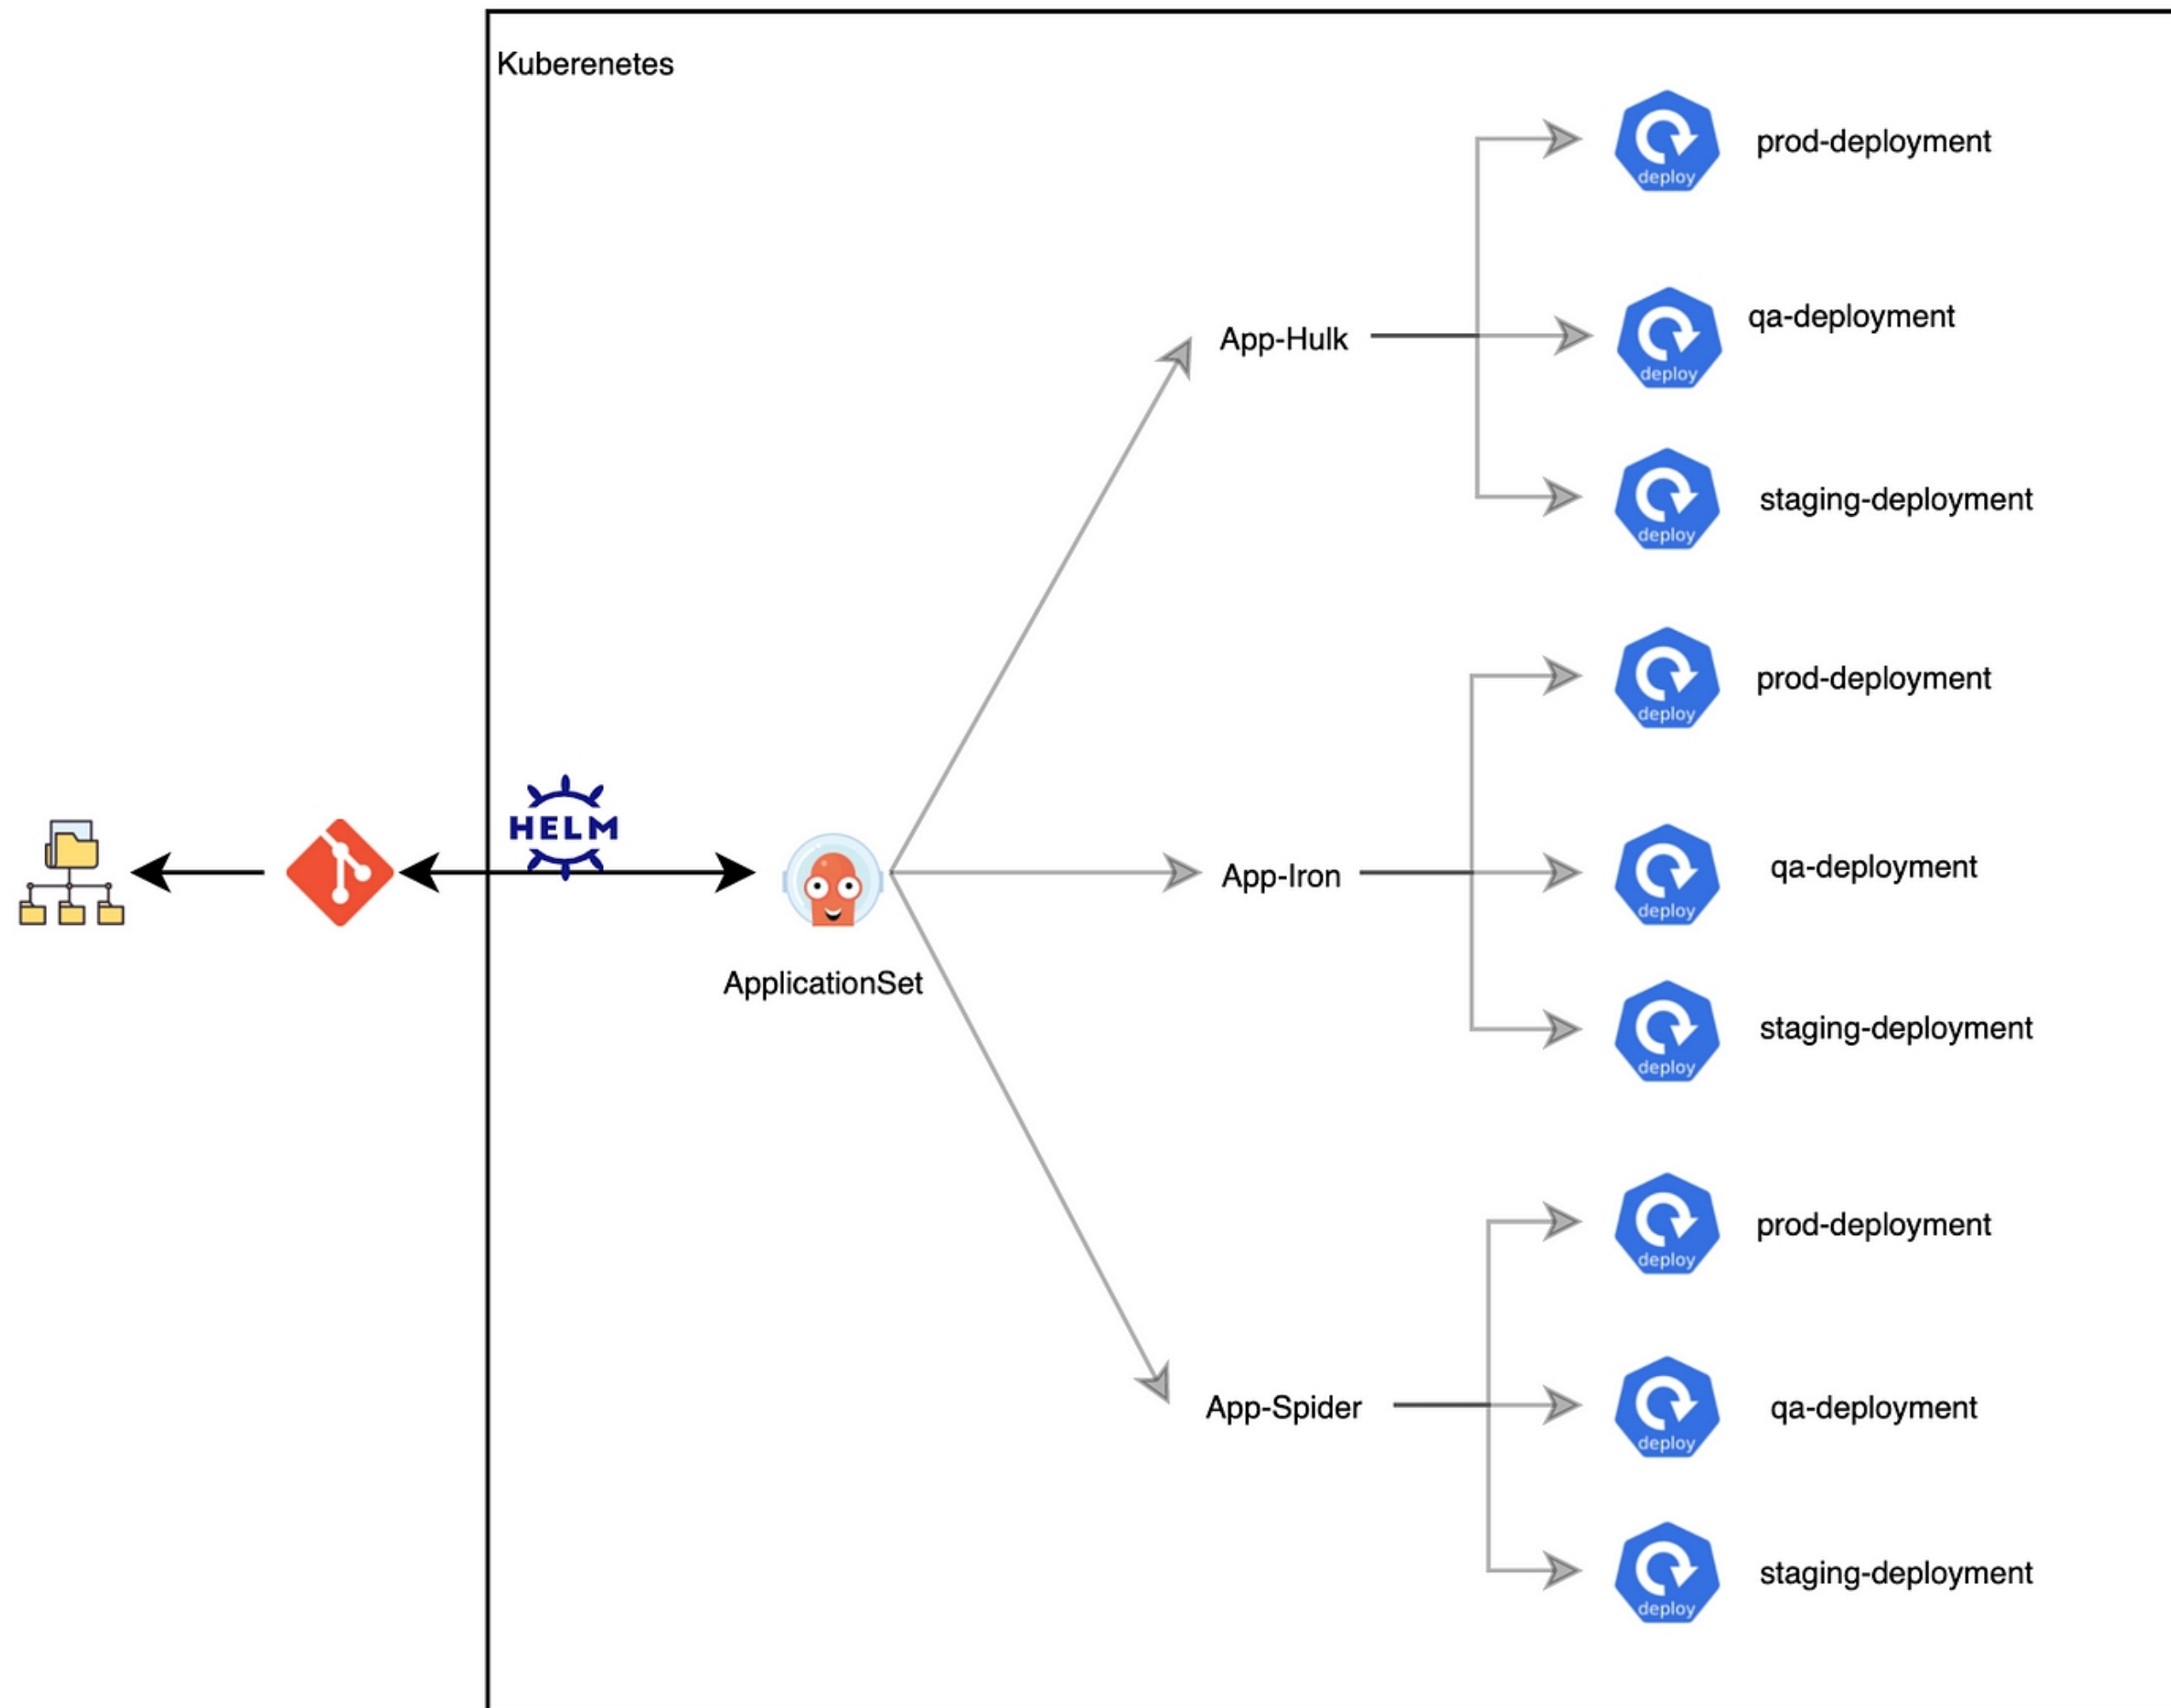 Kuberenetes
deploy
prod-deployment
App-Hulk
deploy
qa-deployment
deploy
staging-deployment
deploy
prod-deployment
HELM
ApplicationSet
App-Iron
deploy
qa-deployment
deploy
staging-deployment
deploy
prod-deployment
App-Spider
deploy
qa-deployment
deploy
staging-deployment